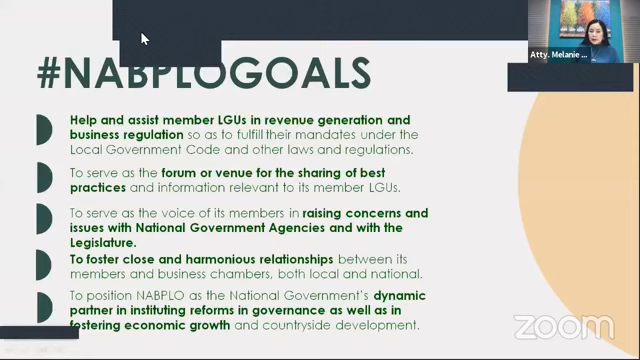 Atty. Melanie ...
#NABPLOGOALS
Help and assist member LGUs in revenue generation and
business regulation so as to fulfill their mandates under the
Local Government Code and other laws and regulations.
To serve as the forum or venue for the sharing of best
practices and information relevant to its member LGUs.
To serve as the voice of its members in raising concerns and
issues with National Government Agencies and with the
Legislature.
To foster close and harmonious relationships between its
members and business chambers, both local and national.
To position NABPLO as the National Government's dynamic
partner in instituting reforms in governance as well as in
fostering economic growth and countryside development.
zoom